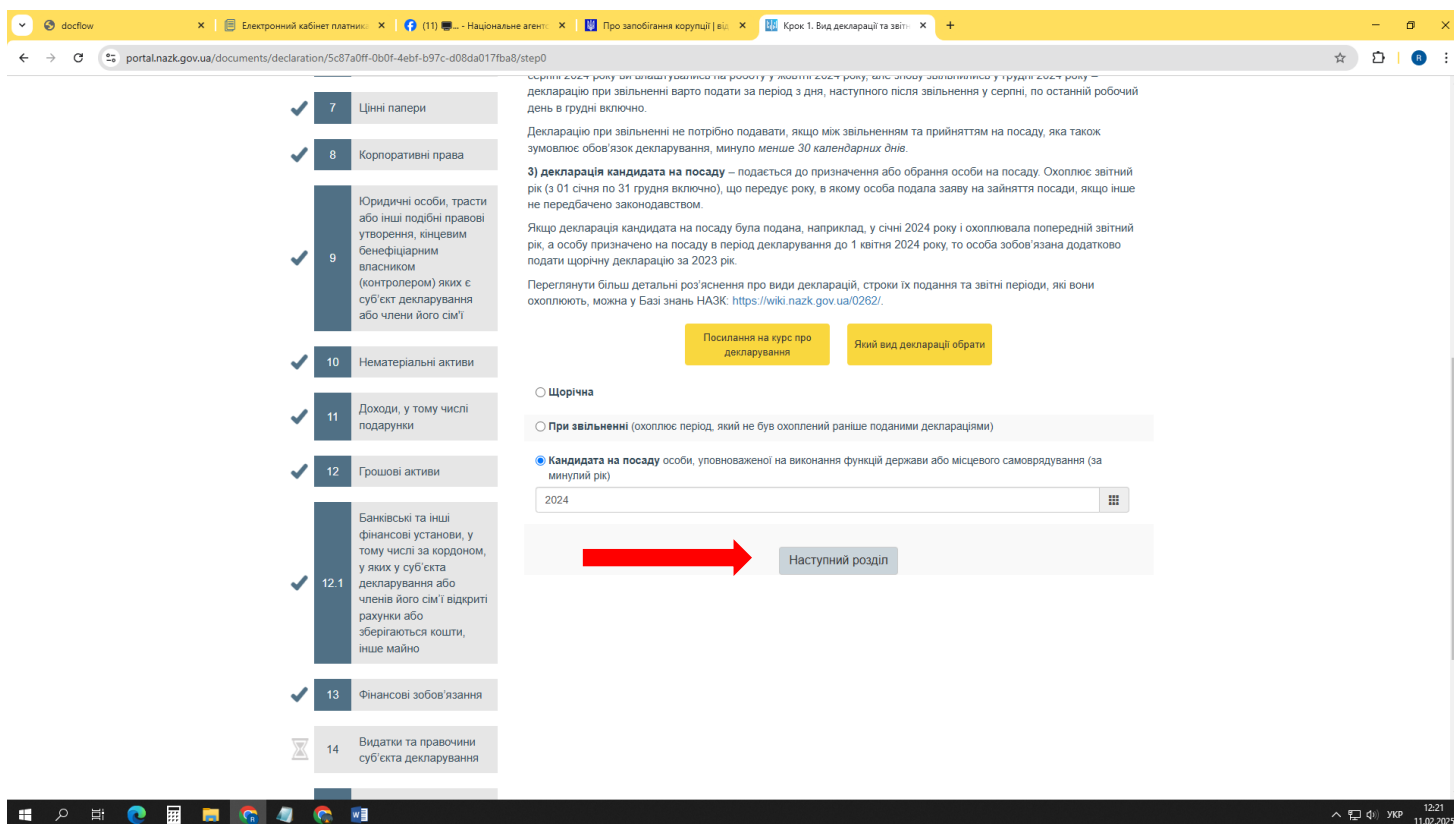 docflow
Електронний кабінет платник
(11) 🖥️... - Національне агентс
Про запобігання корупції | від
Крок 1. Вид декларації та звітн
portal.nazk.gov.ua/documents/declaration/5c87a0ff-0b0f-4ebf-b97c-d08da017fba8/step0
R
7 Цінні папери
8 Корпоративні права
9
Юридичні особи, трасти
або інші подібні правові
утворення, кінцевим
бенефіціарним
власником
(контролером) яких є
суб’єкт декларування
або члени його сім'ї
10 Нематеріальні активи
11
Доходи, у тому числі
подарунки
12 Грошові активи
12.1
Банківські та інші
фінансові установи, у
тому числі за кордоном,
у яких у суб’єкта
декларування або
членів його сім’ї відкриті
рахунки або
зберігаються кошти,
інше майно
13 Фінансові зобов’язання
14
Видатки та правочини
суб’єкта декларування
серпні 2024 року ви влаштувались на роботу у жовтні 2024 року, але знову звільнились у грудні 2024 року –
декларацію при звільненні варто подати за період з дня, наступного після звільнення у серпні, по останній робочий
день в грудні включно.
Декларацію при звільненні не потрібно подавати, якщо між звільненням та прийняттям на посаду, яка також
зумовлює обов’язок декларування, минуло менше 30 календарних днів.
3) декларація кандидата на посаду – подається до призначення або обрання особи на посаду. Охоплює звітний
рік (з 01 січня по 31 грудня включно), що передує року, в якому особа подала заяву на зайняття посади, якщо інше
не передбачено законодавством.
Якщо декларація кандидата на посаду була подана, наприклад, у січні 2024 року і охоплювала попередній звітний
рік, а особу призначено на посаду в період декларування до 1 квітня 2024 року, то особа зобов’язана додатково
подати щорічну декларацію за 2023 рік.
Переглянути більш детальні роз’яснення про види декларацій, строки їх подання та звітні періоди, які вони
охоплюють, можна у Базі знань НАЗК: https://wiki.nazk.gov.ua/0262/.
Посилання на курс про
декларування
Який вид декларації обрати
Щорічна
При звільненні (охоплює період, який не був охоплений раніше поданими деклараціями)
Кандидата на посаду особи, уповноваженої на виконання функцій держави або місцевого самоврядування (за
минулий рік)
2024
Наступний розділ
УКР
12:21
11.02.2025